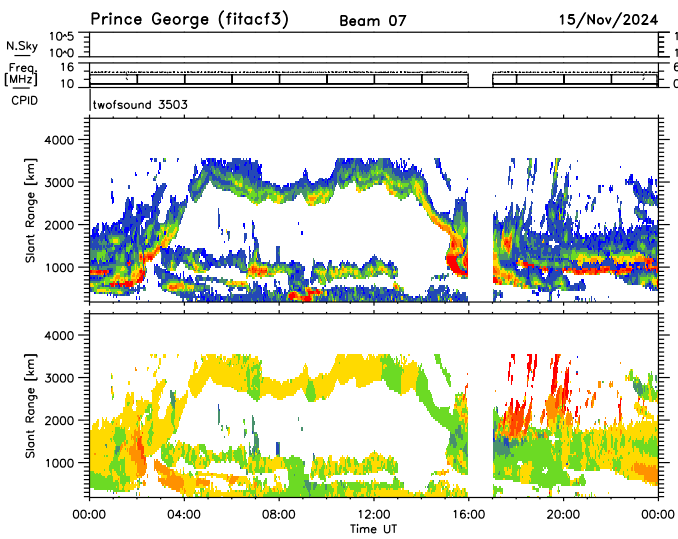 Prince George (fitacf3) Beam 07 15/Nov/2024
N.Sky 10^5
10^0
Freq. 16 6
[MHz] 10 0
CPID twofsound 3503
Slant Range [km] 4000
3000
2000
1000
Slant Range [km] 4000
3000
2000
1000
00:00 04:00 08:00 12:00 16:00 20:00 00:00
Time UT